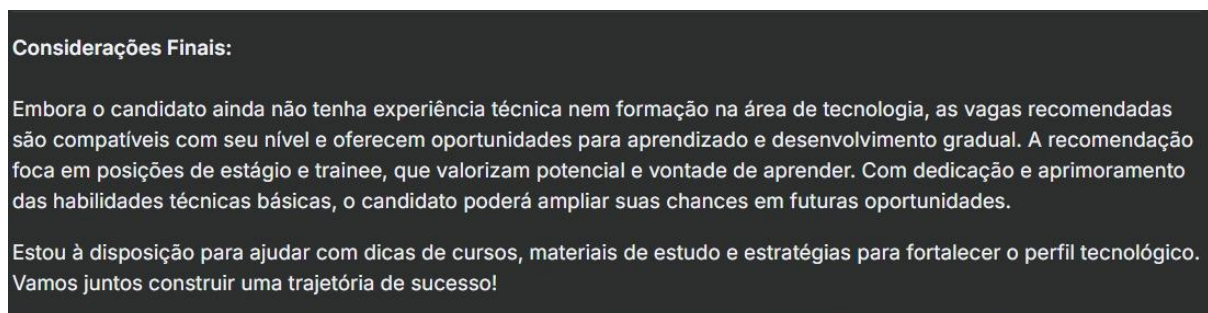 Considerações Finais:
Embora o candidato ainda não tenha experiência técnica nem formação na área de tecnologia, as vagas recomendadas
são compatíveis com seu nível e oferecem oportunidades para aprendizado e desenvolvimento gradual. A recomendação
foca em posições de estágio e trainee, que valorizam potencial e vontade de aprender. Com dedicação e aprimoramento
das habilidades técnicas básicas, o candidato poderá ampliar suas chances em futuras oportunidades.
Estou à disposição para ajudar com dicas de cursos, materiais de estudo e estratégias para fortalecer o perfil tecnológico.
Vamos juntos construir uma trajetória de sucesso!